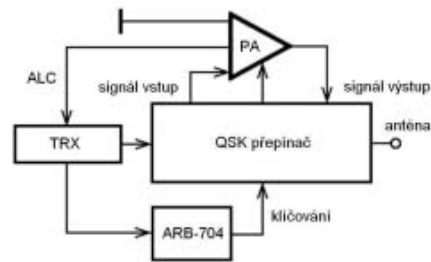 PA
ALC
signál vstup
signál výstup
anténa
TRX
QSK přepínač
klíčování
ARB-704